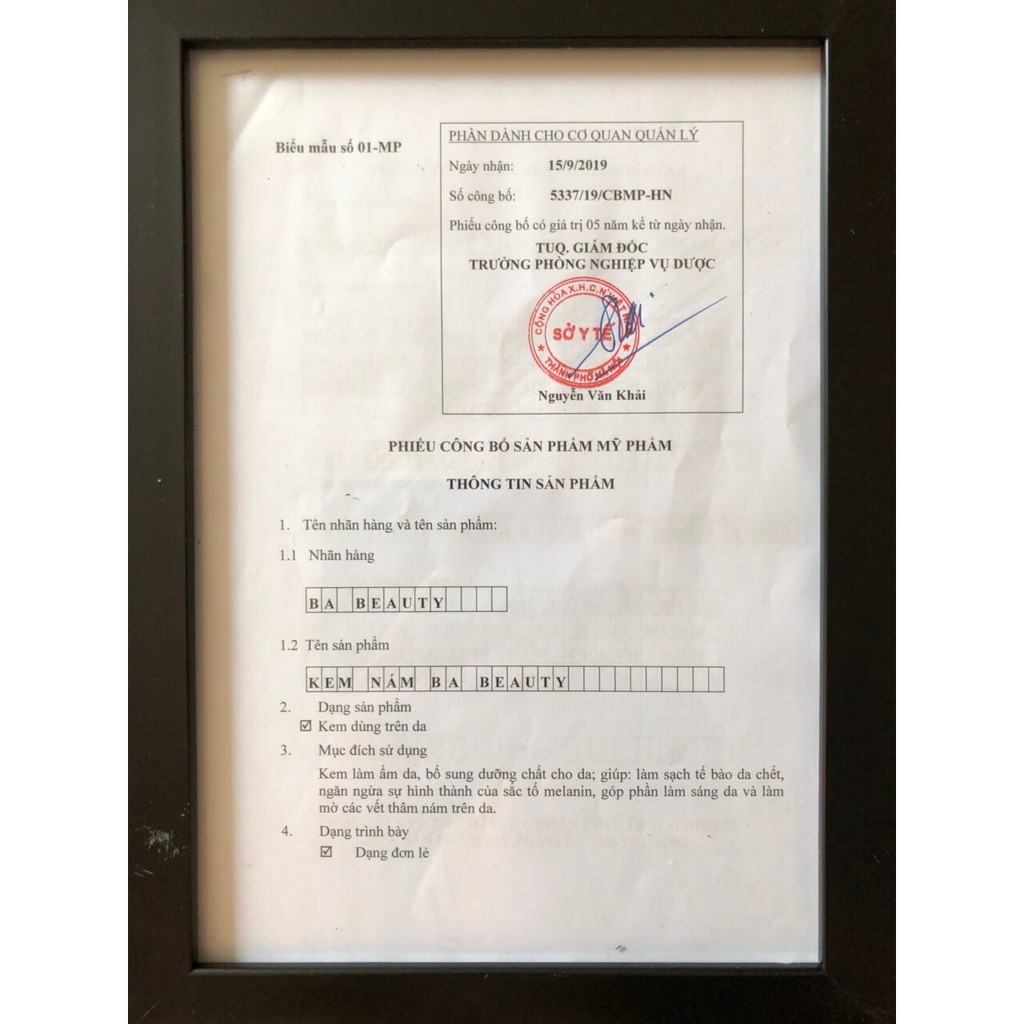 Biểu mẫu số 01-MP
PHẦN DÀNH CHO CƠ QUAN QUẢN LÝ
Ngày nhận: 15/9/2019
Số công bố: 5337/19/CBMP-HN
Phiếu công bố có giá trị 05 năm kể từ ngày nhận.
TUQ. GIÁM ĐỐC
TRƯỞNG PHÒNG NGHIỆP VỤ DƯỢC
CỘNG HÒA X.H.C.N VIỆT
SỞ Y TẾ
THÀNH PHỐ HÀ NỘI
Nguyễn Văn Khải
PHIẾU CÔNG BỐ SẢN PHẨM MỸ PHẨM
THÔNG TIN SẢN PHẨM
1. Tên nhãn hàng và tên sản phẩm:
1.1 Nhãn hàng
BA BEAUTY
1.2 Tên sản phẩm
KEM NÁM BA BEAUTY
2. Dạng sản phẩm
☑ Kem dùng trên da
3. Mục đích sử dụng
Kem làm ẩm da, bổ sung dưỡng chất cho da; giúp: làm sạch tế bào da chết,
ngăn ngừa sự hình thành của sắc tố melanin, góp phần làm sáng da và làm
mờ các vết thâm nám trên da.
4. Dạng trình bày
☑ Dạng đơn lẻ